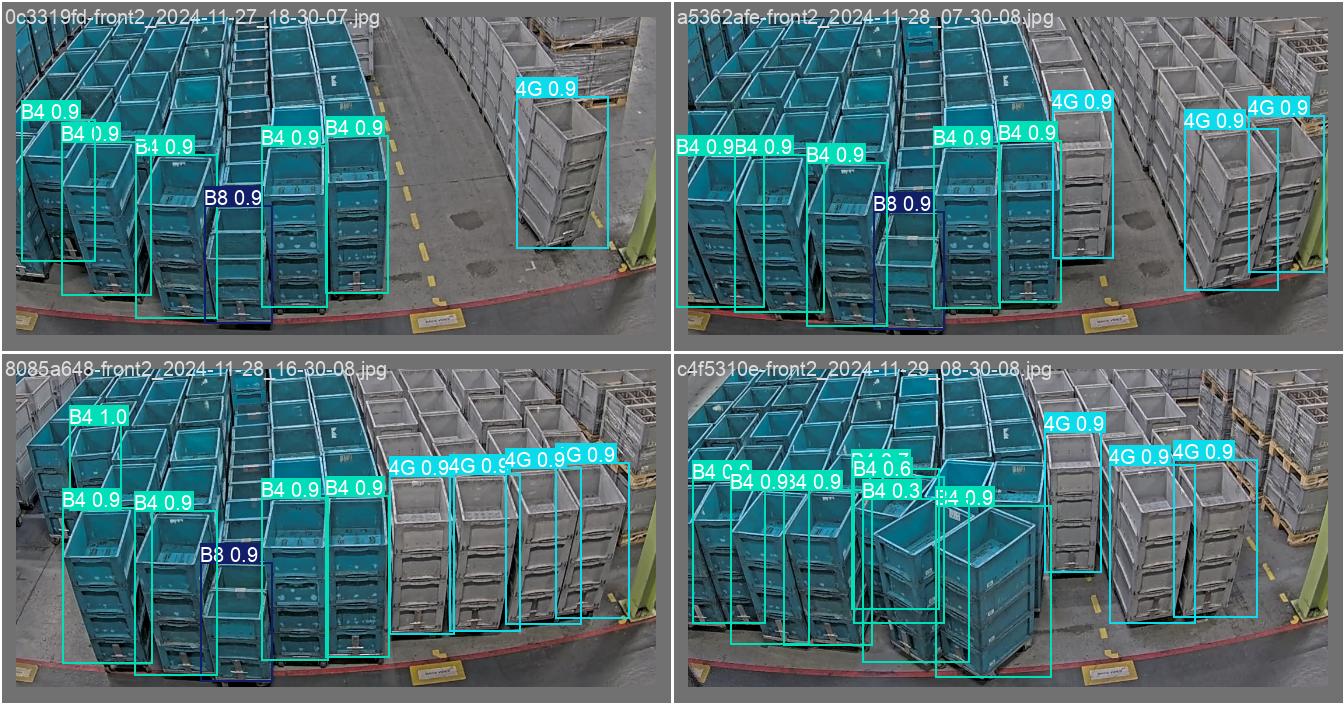 0c3319fd-front2_2024-11-27_18-30-07.jpg
B4 0.9
B4 0.9
B4 0.9
B8 0.9
B4 0.9
B4 0.9
4G 0.9
a5362afe-front2_2024-11-28_07-30-08.jpg
B4 0.9
B4 0.9
B4 0.9
B8 0.9
B4 0.9
B4 0.9
4G 0.9
4G 0.9
4G 0.9
8085a648-front2_2024-11-28_16-30-08.jpg
B4 1.0
B4 0.9
B4 0.9
B8 0.9
B4 0.9
B4 0.9
4G 0.9
4G 0.9
4G 0.9
G 0.9
c4f5310e-front2_2024-11-29_08-30-08.jpg
B4
B4 0.9
34 0.9
B4 0.6
B4 0.3
B4 0.9
4G 0.9
4G 0.9
4G 0.9